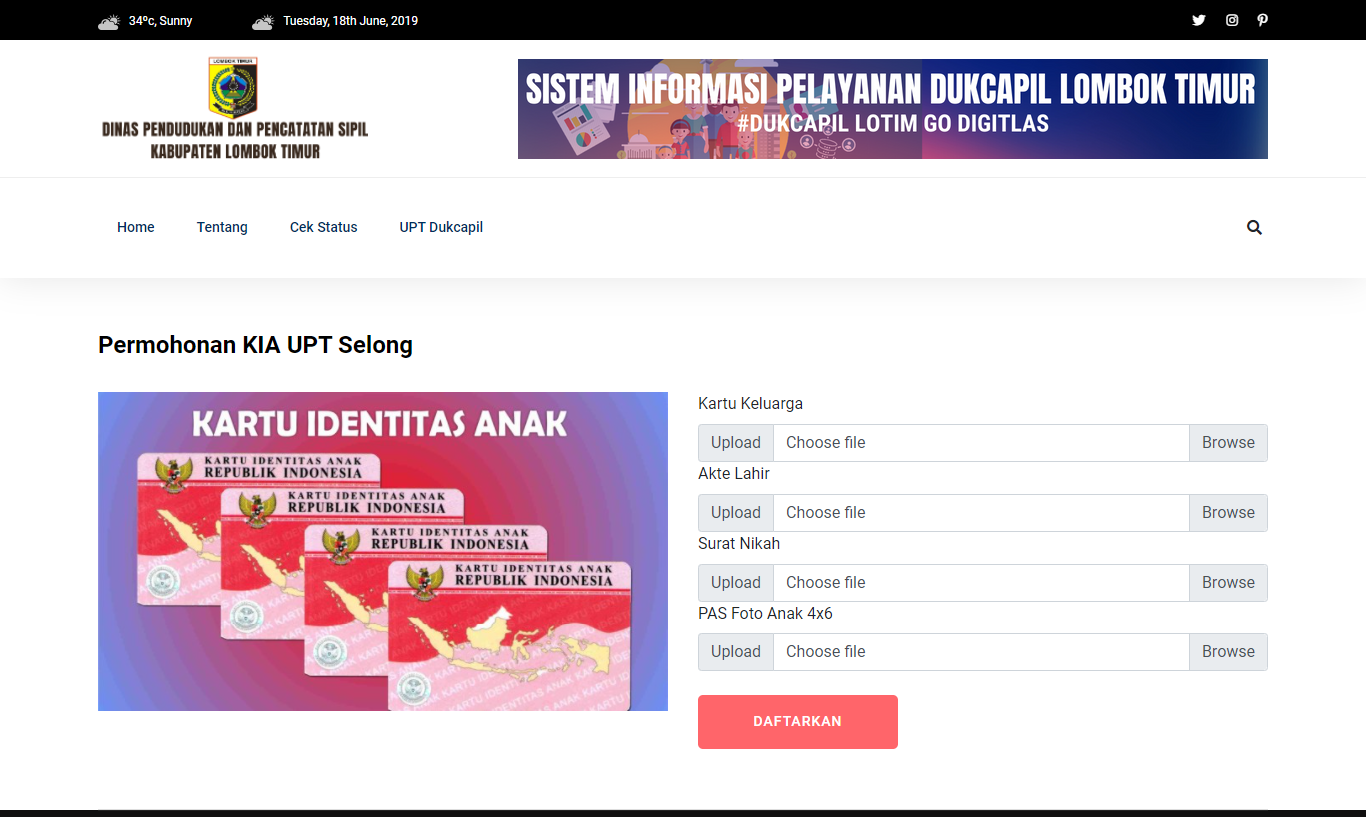 34ºc, Sunny
Tuesday, 18th June, 2019
LOMBOK TIMUR
DINAS PENDUDUKAN DAN PENCATATAN SIPIL
KABUPATEN LOMBOK TIMUR
SISTEM INFORMASI PELAYANAN DUKCAPIL LOMBOK TIMUR
#DUKCAPIL LOTIM GO DIGITLAS
Home
Tentang
Cek Status
UPT Dukcapil
Permohonan KIA UPT Selong
KARTU IDENTITAS ANAK
KARTU IDENTITAS ANAK
REPUBLIK INDONESIA
KARTU IDENTITAS ANAK
REPUBLIK INDONESIA
KARTU IDENTITAS ANAK
REPUBLIK INDONESIA
KARTU IDENTITAS ANAK
REPUBLIK INDONESIA
Kartu Keluarga
Upload Choose file Browse
Akte Lahir
Upload Choose file Browse
Surat Nikah
Upload Choose file Browse
PAS Foto Anak 4x6
Upload Choose file Browse
DAFTARKAN